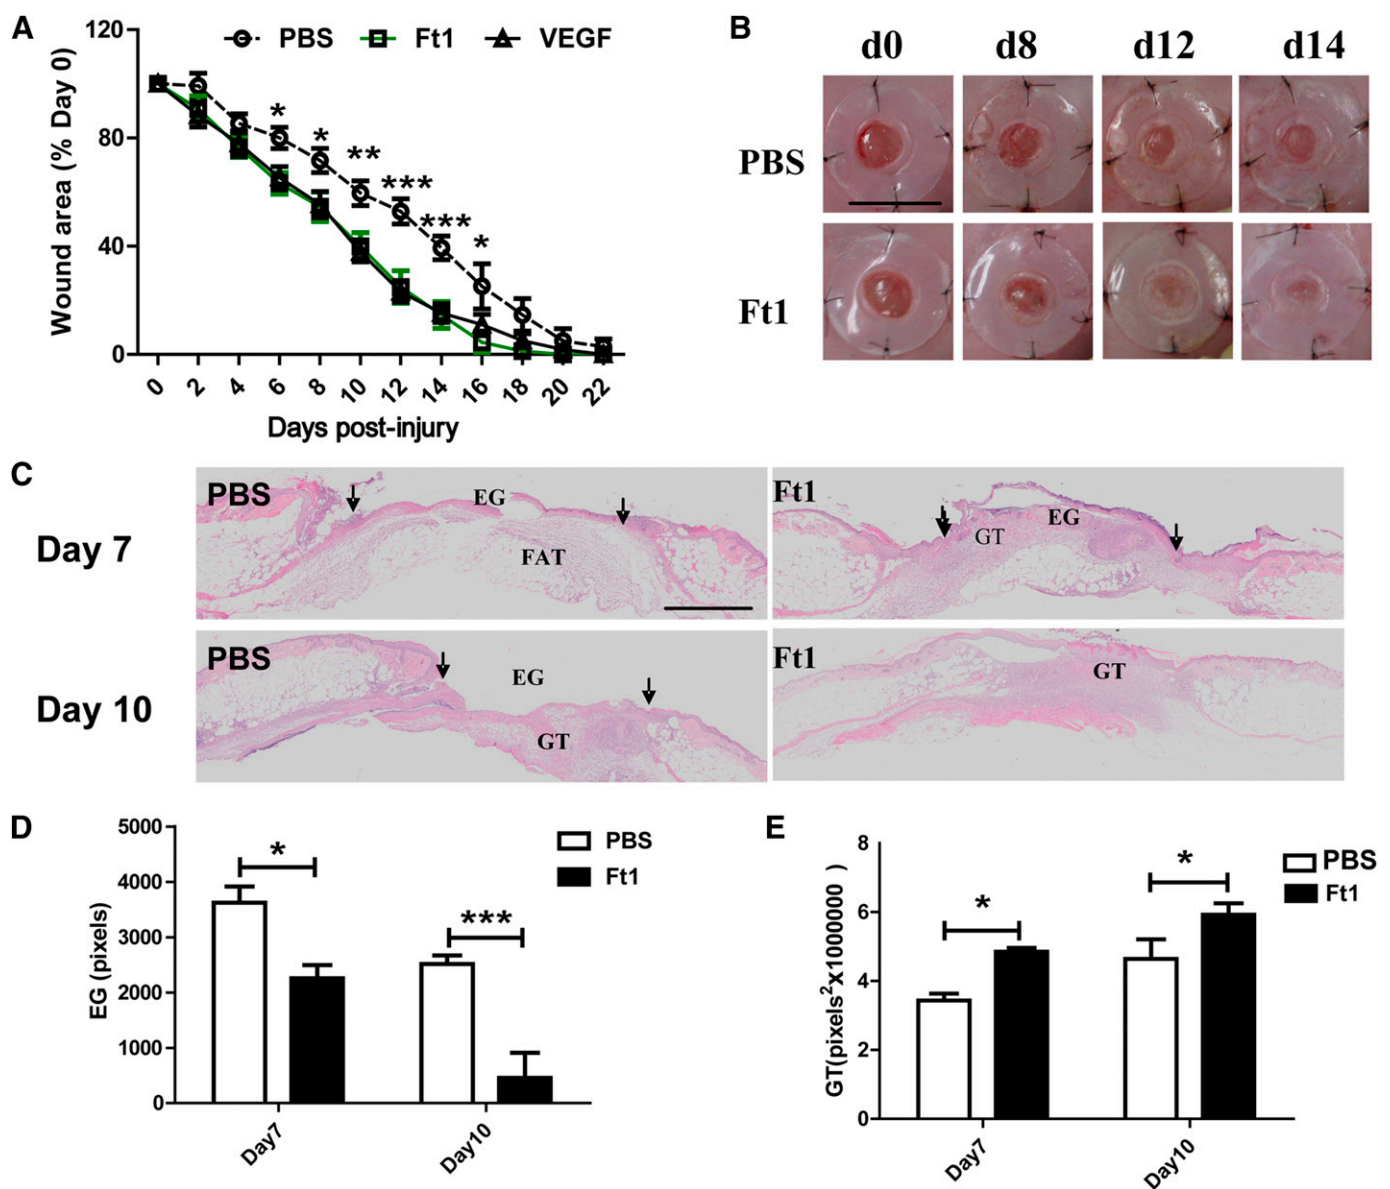 A
120
80
40
0
Wound area (% Day 0)
PBS Ft1 VEGF
* * ** *** *** *
0 2 4 6 8 10 12 14 16 18 20 22
Days post-injury
B
d0 d8 d12 d14
PBS
Ft1
C
Day 7
PBS EG FAT
Ft1 GT EG
Day 10
PBS EG GT
Ft1 GT
D
5000
4000
3000
2000
1000
0
EG (pixels)
* ***
PBS
Ft1
Day7 Day10
E
8
6
4
2
0
GT(pixels²x1000000 )
* *
PBS
Ft1
Day7 Day10